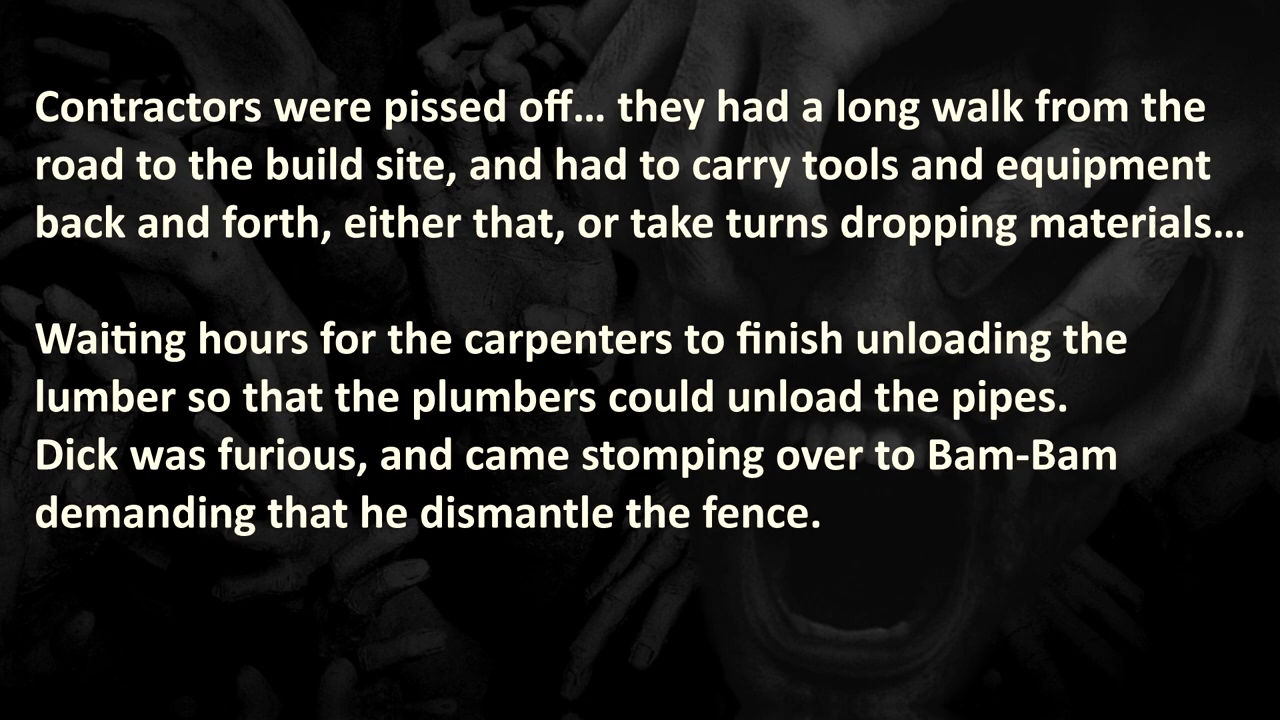 Contractors were pissed off… they had a long walk from the
road to the build site, and had to carry tools and equipment
back and forth, either that, or take turns dropping materials…
Waiting hours for the carpenters to finish unloading the
lumber so that the plumbers could unload the pipes.
Dick was furious, and came stomping over to Bam-Bam
demanding that he dismantle the fence.